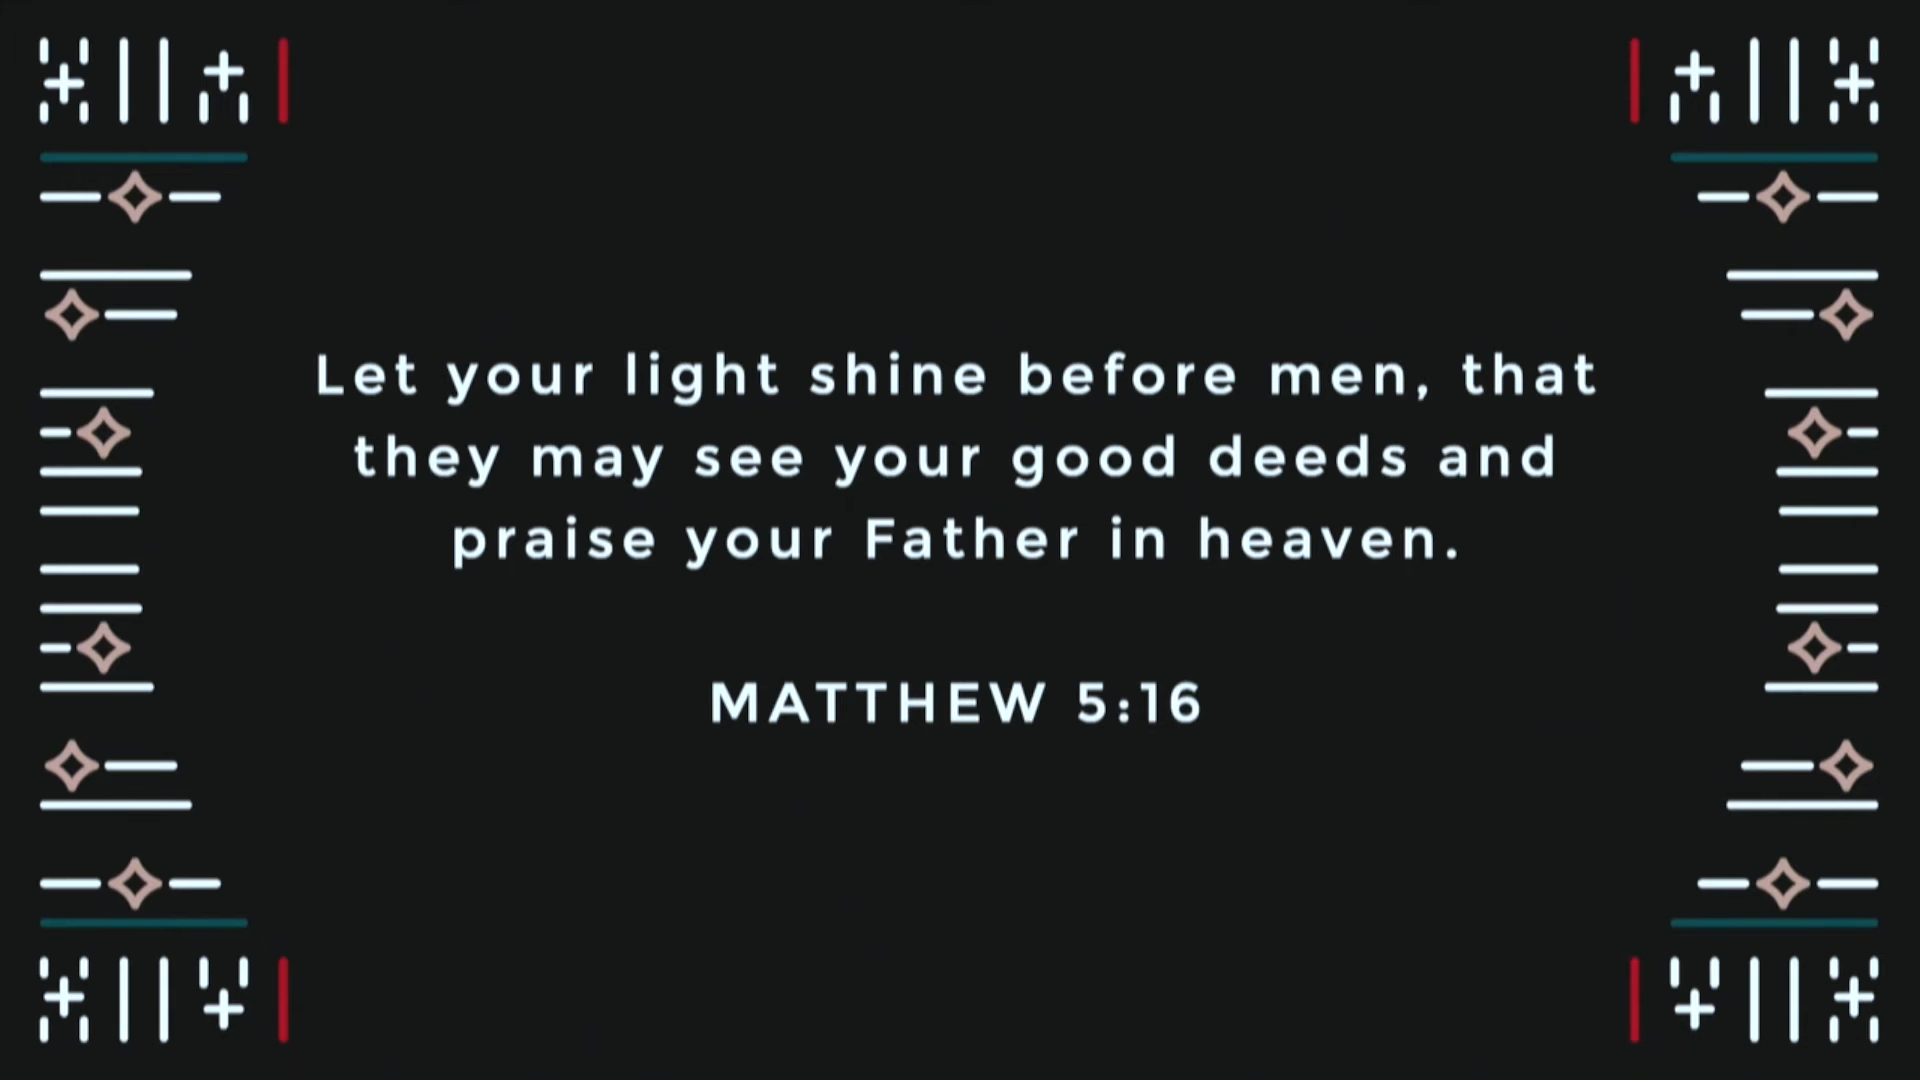 Let your light shine before men, that
they may see your good deeds and
praise your Father in heaven.
MATTHEW 5:16